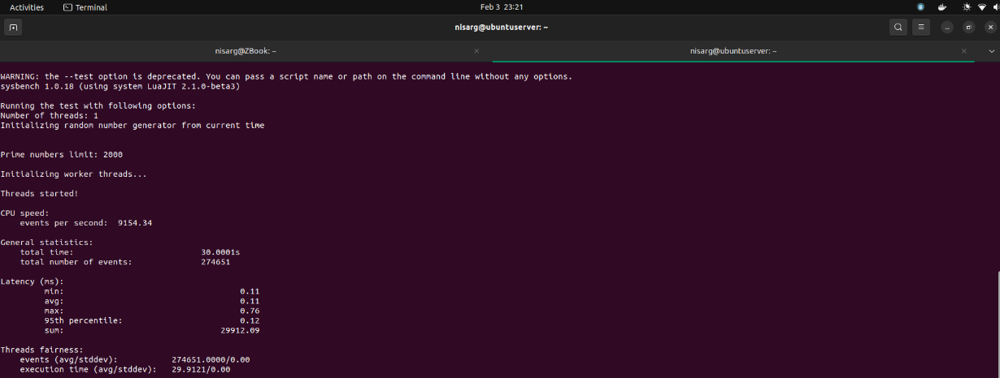 Activities Terminal Feb 3 23:21
nisarg@ubuntuserver: ~
nisarg@ZBook: ~ nisarg@ubuntuserver: ~
WARNING: the --test option is deprecated. You can pass a script name or path on the command line without any options.
sysbench 1.0.18 (using system LuaJIT 2.1.0-beta3)
Running the test with following options:
Number of threads: 1
Initializing random number generator from current time
Prime numbers limit: 2000
Initializing worker threads...
Threads started!
CPU speed:
events per second: 9154.34
General statistics:
total time: 30.0001s
total number of events: 274651
Latency (ms):
min: 0.11
avg: 0.11
max: 0.76
95th percentile: 0.12
sum: 29912.09
Threads fairness:
events (avg/stddev): 274651.0000/0.00
execution time (avg/stddev): 29.9121/0.00